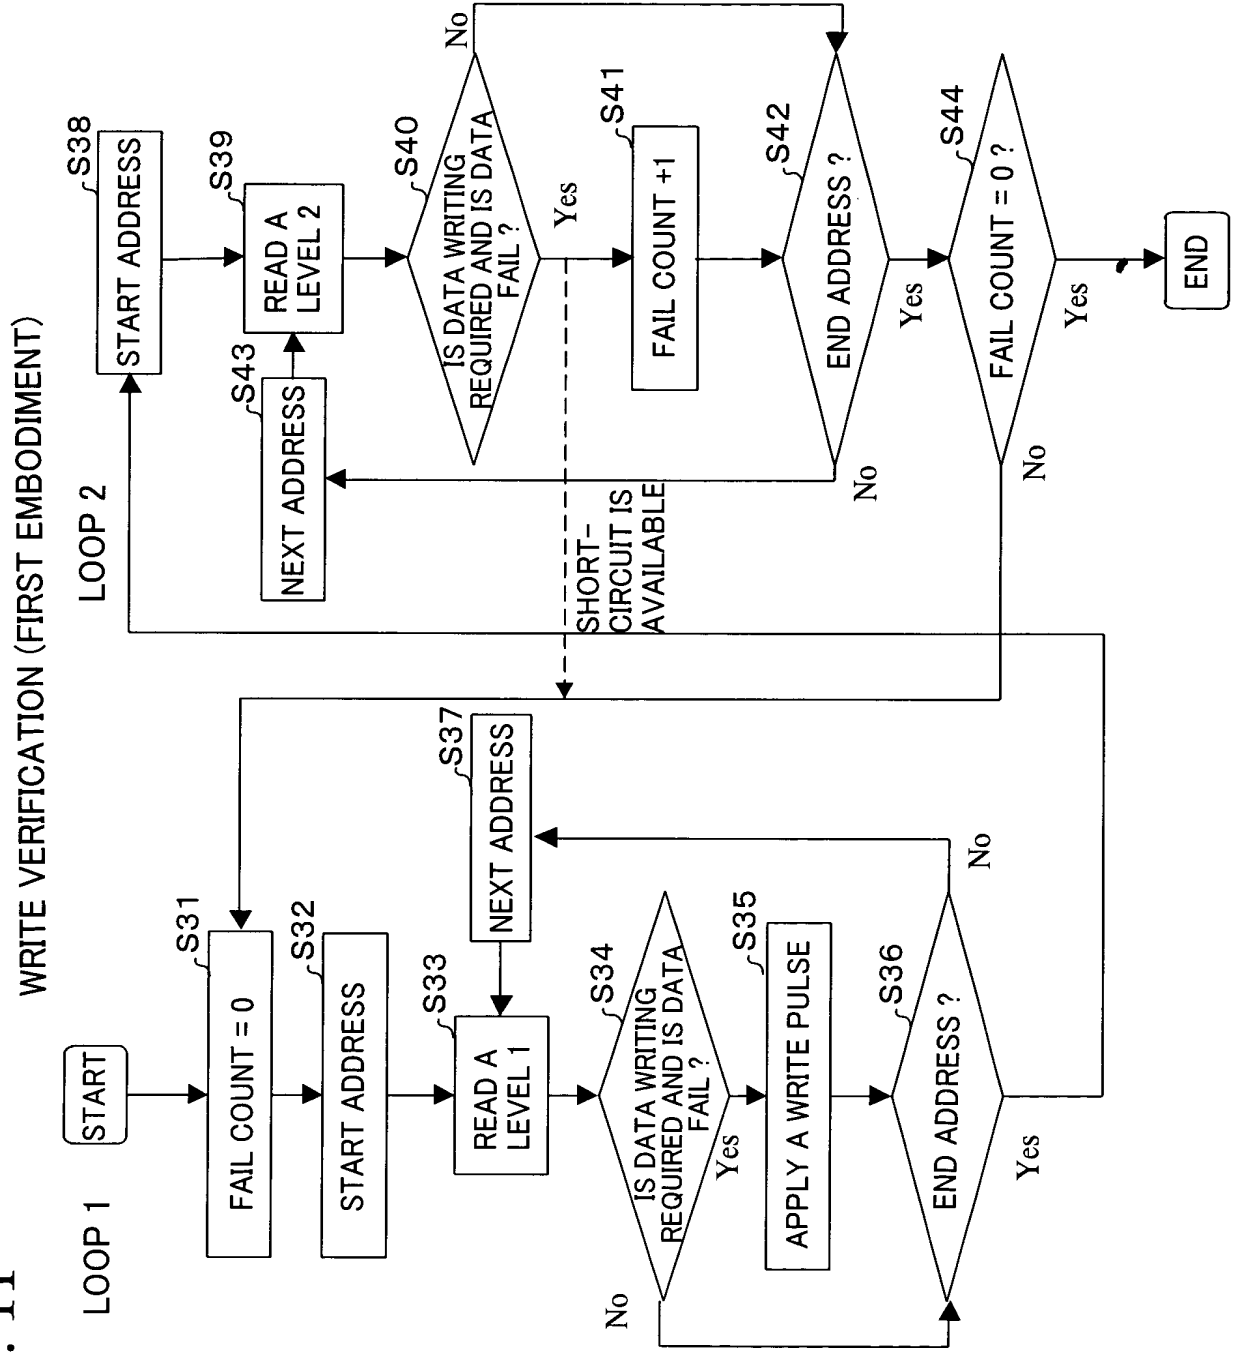 . 11
WRITE VERIFICATION (FIRST EMBODIMENT)
LOOP 1
START
FAIL COUNT = 0
S31
START ADDRESS
S32
READ A
LEVEL 1
S33
NEXT ADDRESS
S37
IS DATA WRITING
REQUIRED AND IS DATA
FAIL ?
S34
No
Yes
APPLY A WRITE PULSE
S35
END ADDRESS ?
S36
No
Yes
LOOP 2
START ADDRESS
S38
READ A
LEVEL 2
S39
NEXT ADDRESS
S43
IS DATA WRITING
REQUIRED AND IS DATA
FAIL ?
S40
No
Yes
SHORT-
CIRCUIT IS
AVAILABLE
FAIL COUNT +1
S41
END ADDRESS ?
S42
No
Yes
FAIL COUNT = 0 ?
S44
No
Yes
END